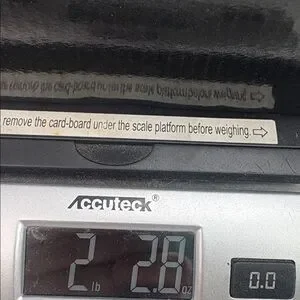 remove the card-board under the scale platform before weighing.
Accuteck®
2 lb 2.8 oz
0.0